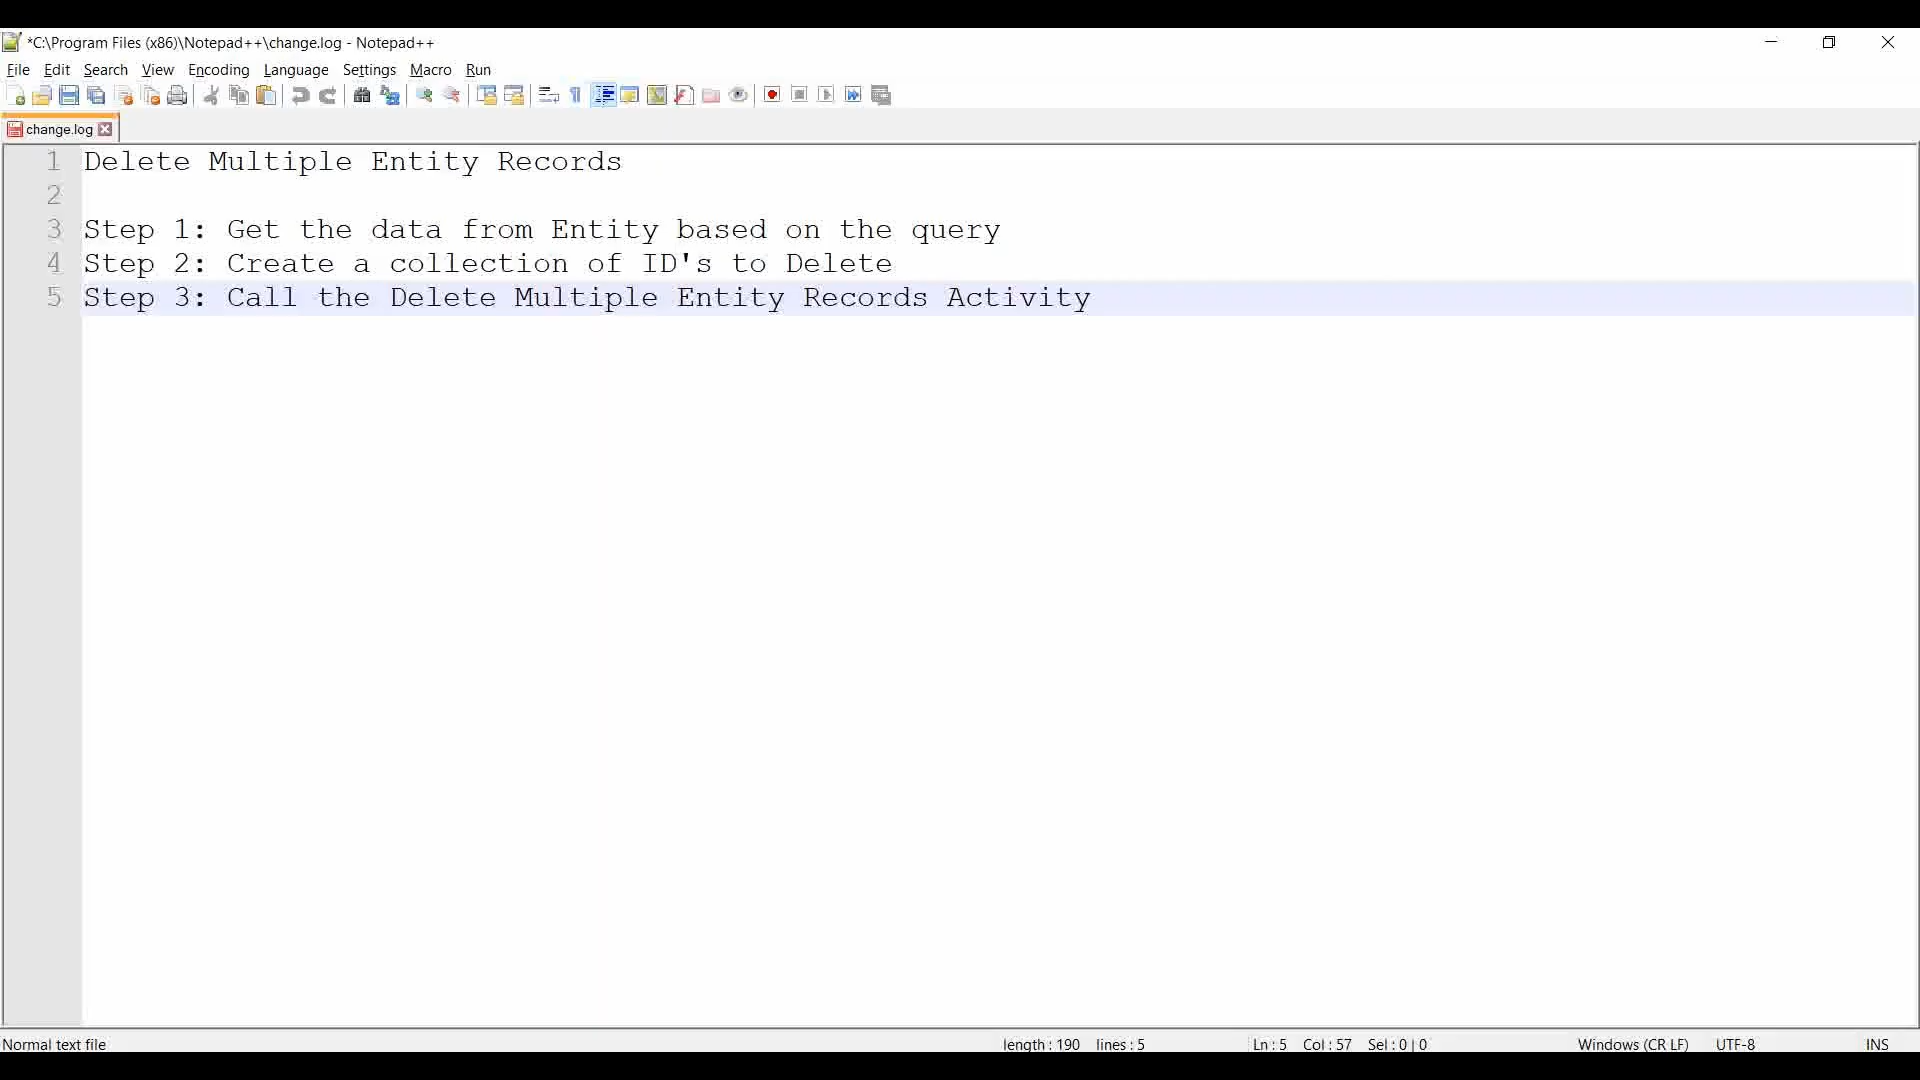 *C:\Program Files (x86)\Notepad++\change.log - Notepad++
File Edit Search View Encoding Language Settings Macro Run
change.log
1 Delete Multiple Entity Records
2
3 Step 1: Get the data from Entity based on the query
4 Step 2: Create a collection of ID's to Delete
5 Step 3: Call the Delete Multiple Entity Records Activity
Normal text file length : 190 lines : 5 Ln : 5 Col : 57 Sel : 0 | 0 Windows (CR LF) UTF-8 INS